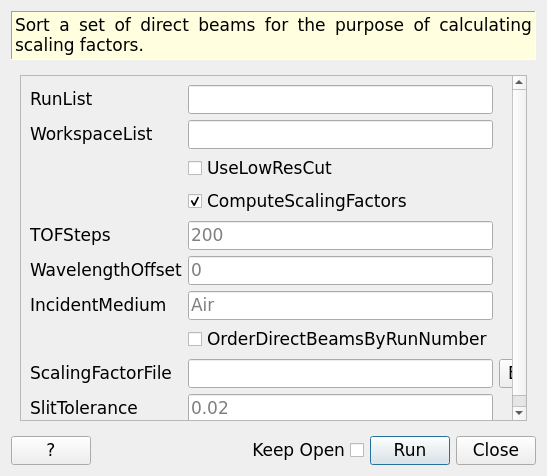 Sort a set of direct beams for the purpose of calculating
scaling factors.
RunList
WorkspaceList
UseLowResCut
ComputeScalingFactors
TOFSteps 200
WavelengthOffset 0
IncidentMedium Air
OrderDirectBeamsByRunNumber
ScalingFactorFile
SlitTolerance 0.02
? Keep Open Run Close